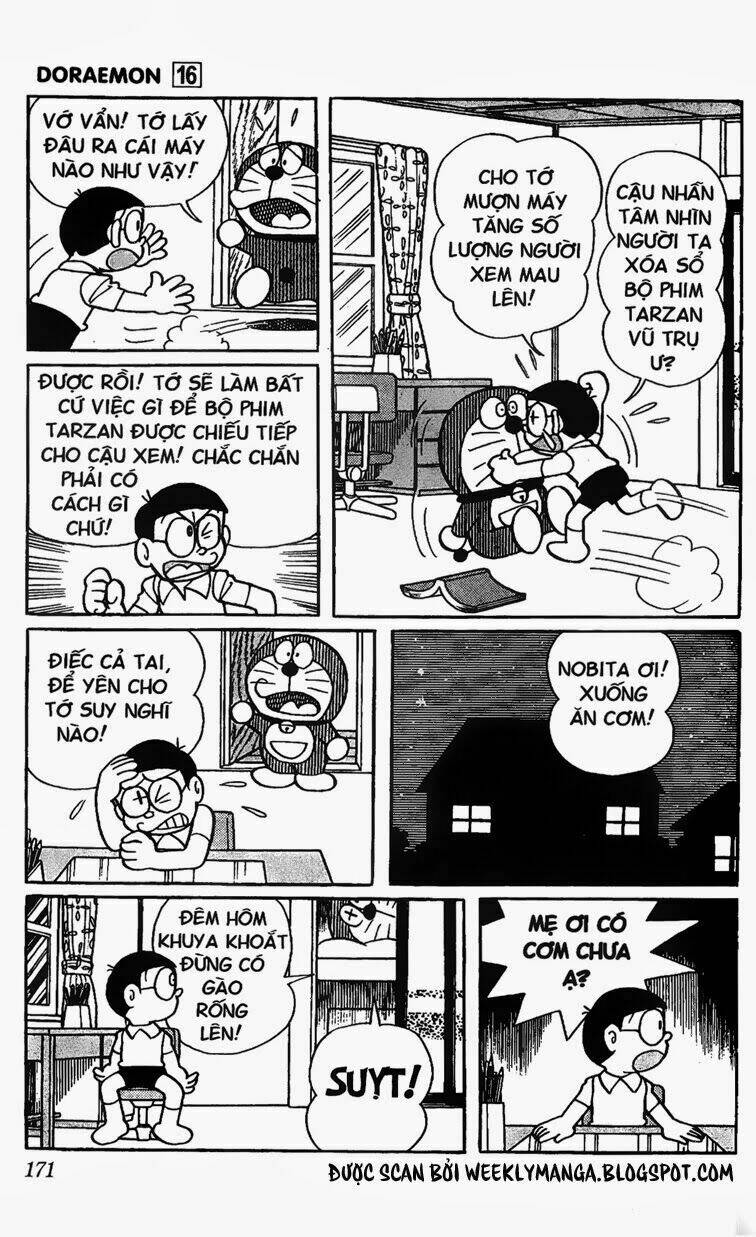 DORAEMON 16
CHO TỚ
MƯỢN MÁY
TĂNG SỐ
LƯỢNG NGƯỜI
XEM MAU
LÊN!
CẬU NHẪN
TÂM NHÌN
NGƯỜI TA
XÓA SỔ
BỘ PHIM
TARZAN
VŨ TRỤ
Ư?
VỚ VẨN! TỚ LẤY
ĐÂU RA CÁI MÁY
NÀO NHƯ VẬY!
ĐƯỢC RỒI! TỚ SẼ LÀM BẤT
CỨ VIỆC GÌ ĐỂ BỘ PHIM
TARZAN ĐƯỢC CHIẾU TIẾP
CHO CẬU XEM! CHẮC CHẮN
PHẢI CÓ
CÁCH GÌ
CHỨ!
ĐIẾC CẢ TAI,
ĐỂ YÊN CHO
TỚ SUY NGHĨ
NÀO!
NOBITA ƠI!
XUỐNG
ĂN CƠM!
ĐÊM HÔM
KHUYA KHOẮT
ĐỪNG CÓ
GÀO
RỐNG
LÊN!
SUỴT!
MẸ ƠI CÓ
CƠM CHƯA
Ạ?
171
ĐƯỢC SCAN BỞI WEEKLYMANGA.BLOGSPOT.COM